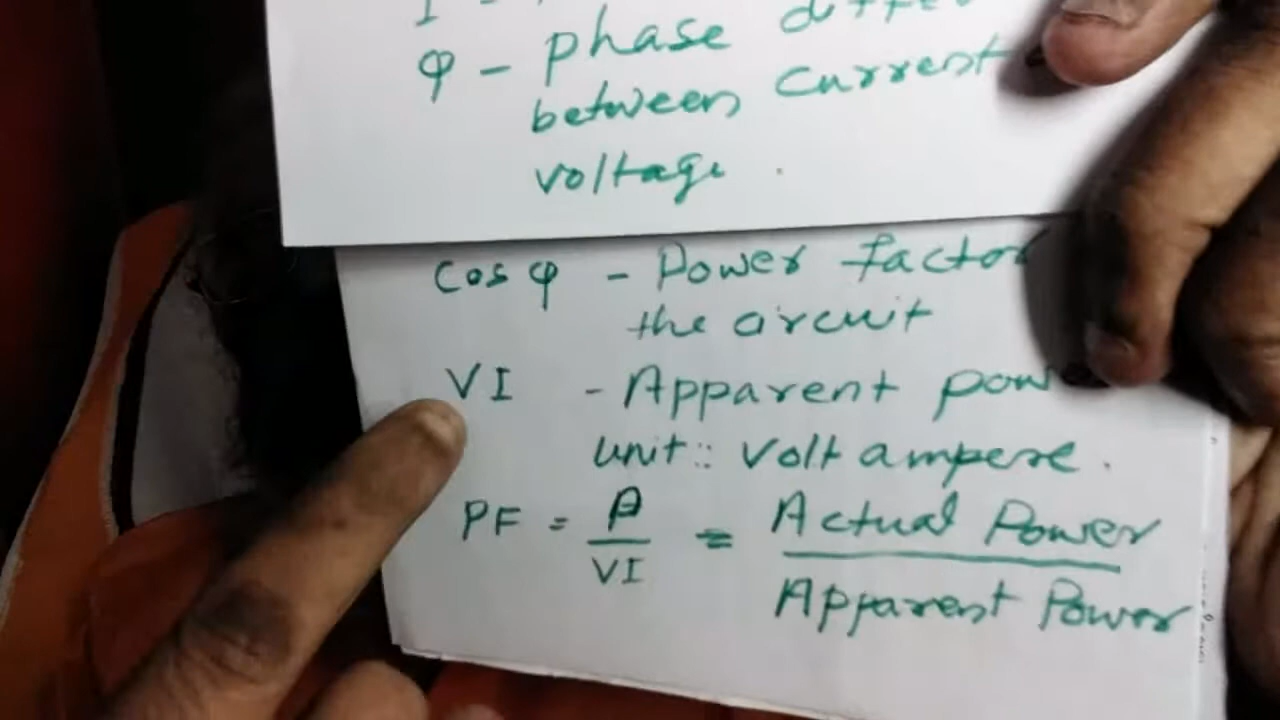 I -
φ - phase
between current
voltage.
Cos φ - Power factor
the circuit
VI - Apparent pow
unit:: Volt ampere.
PF = P/VI = Actual Power/Apparent Power